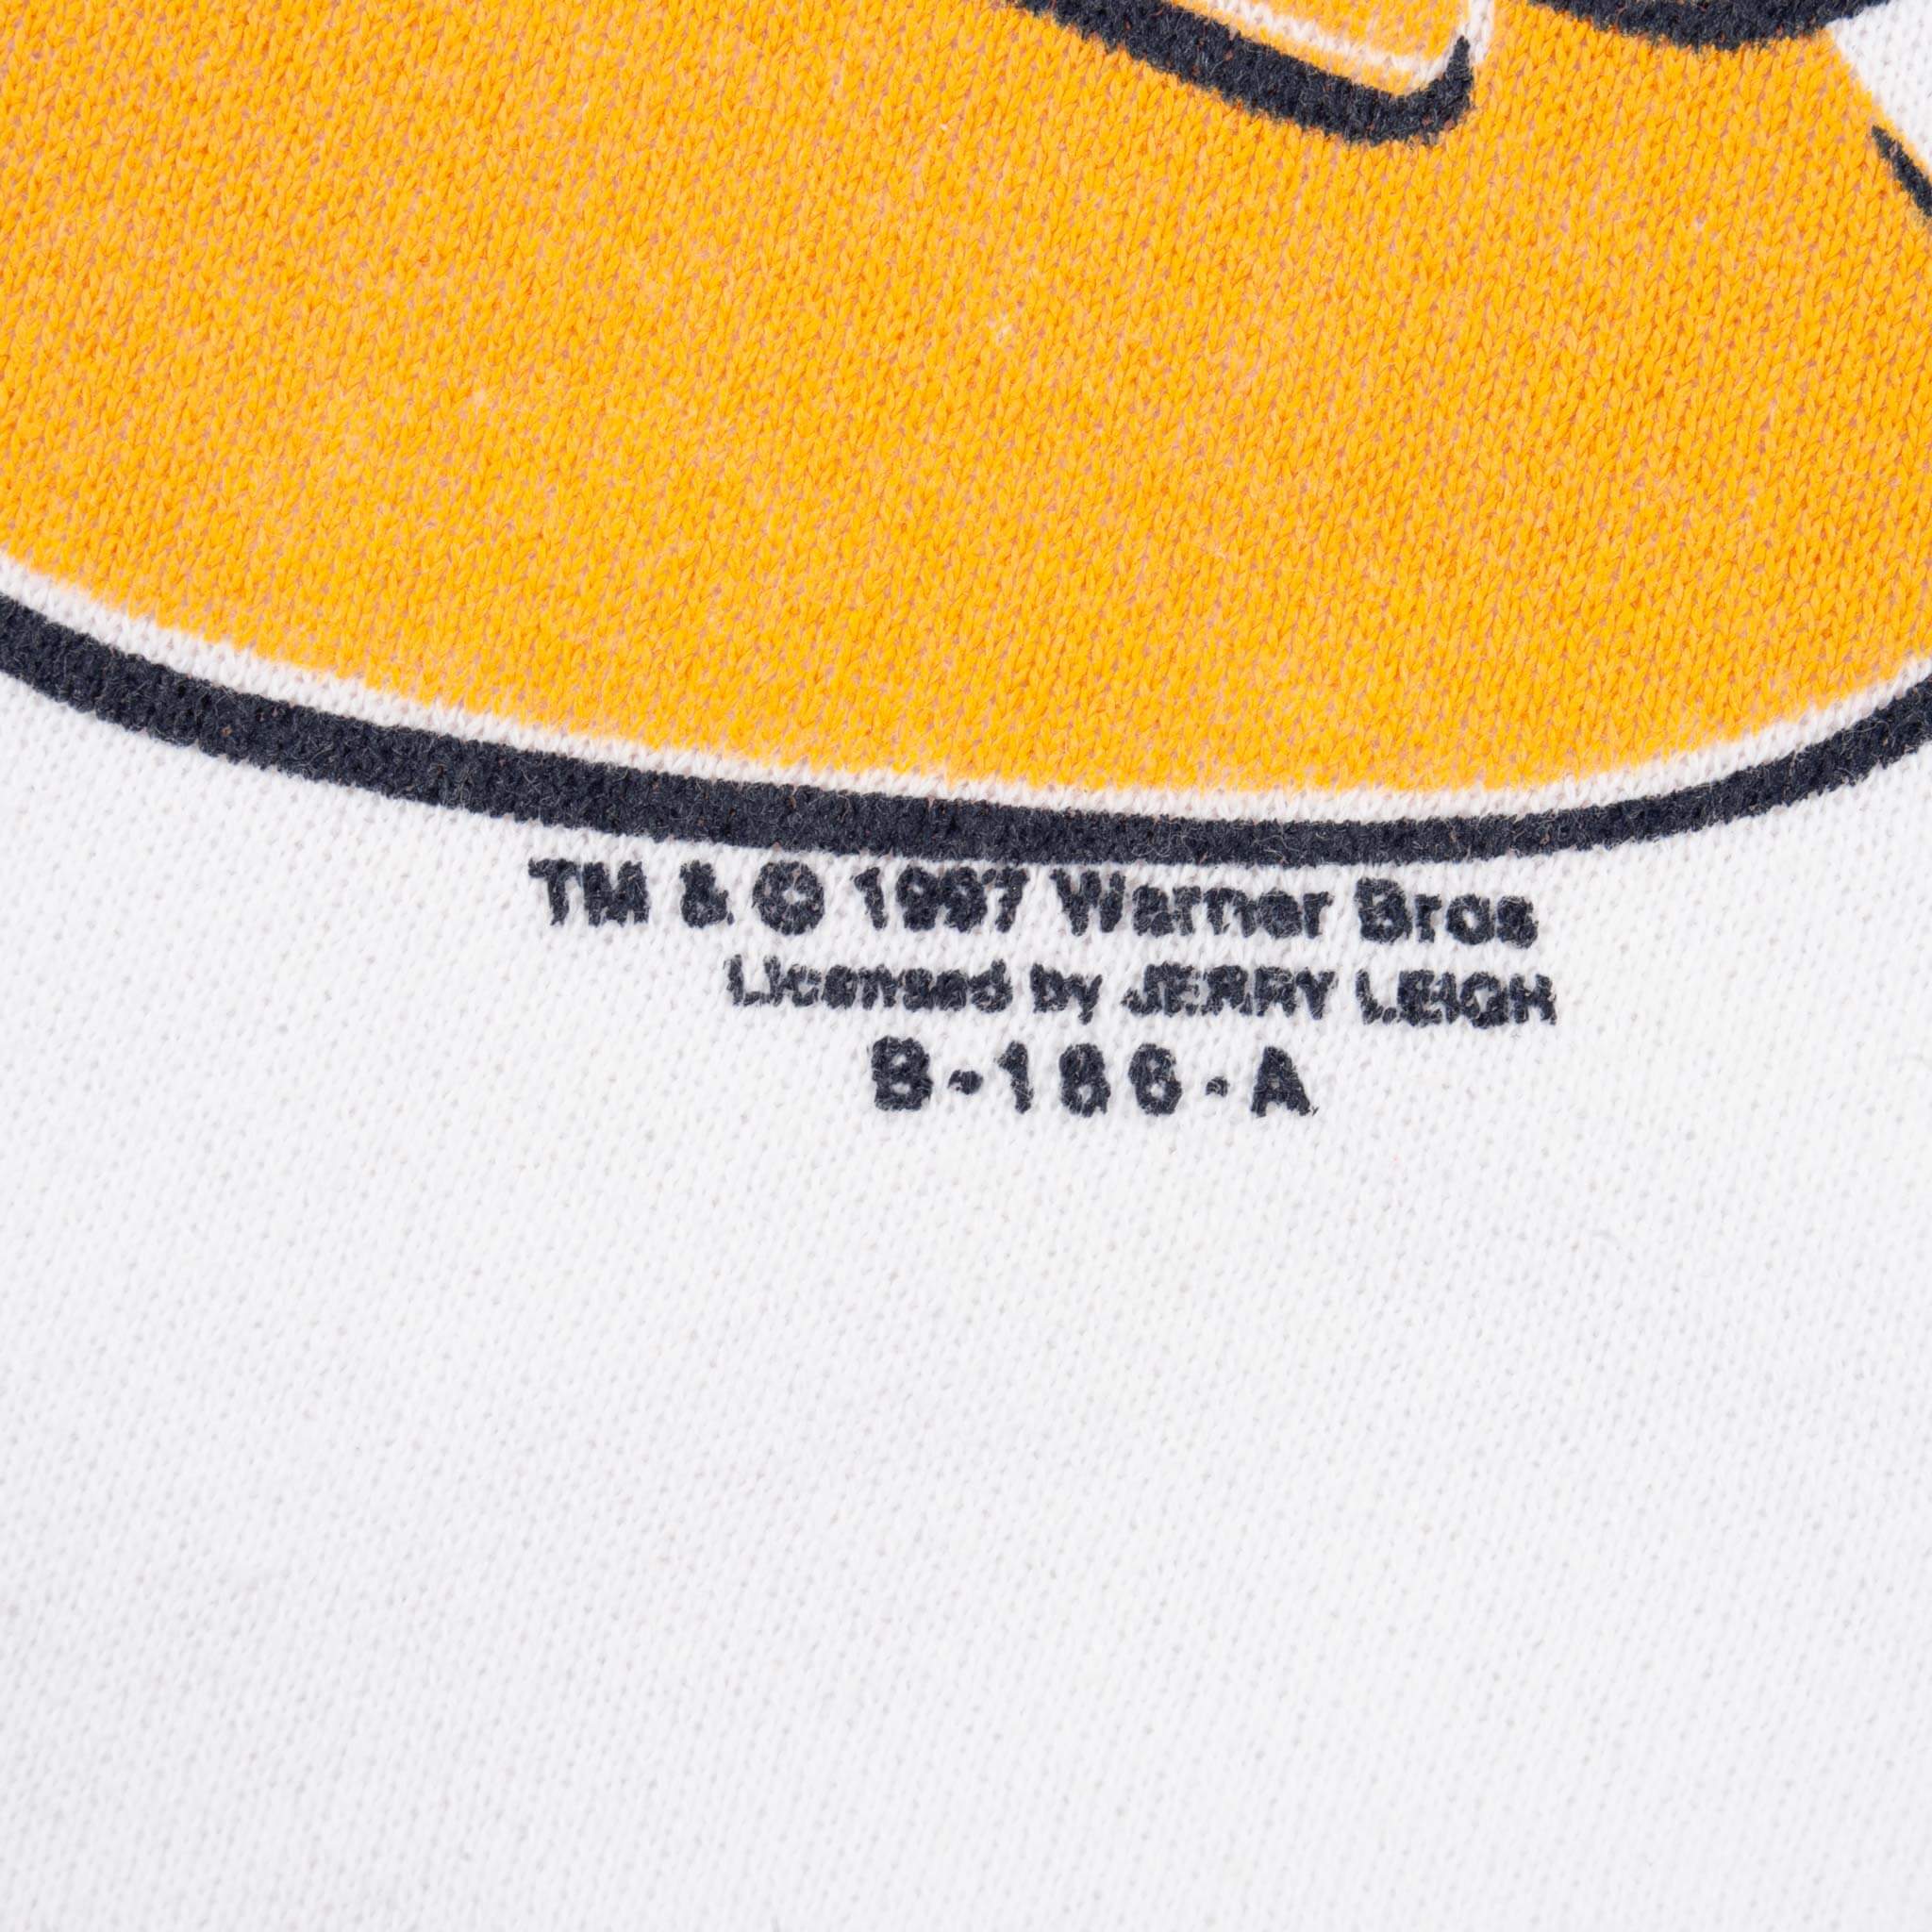 TM & © 1997 Warner Bros
Licensed by JERRY LEIGH
B-186-A